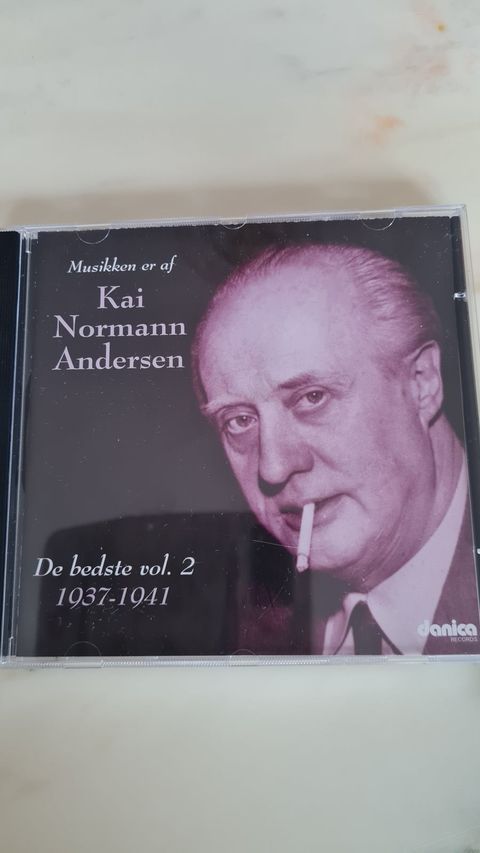 Musikken er af
Kai
Normann
Andersen
De bedste vol. 2
1937-1941
danica
RECORDS